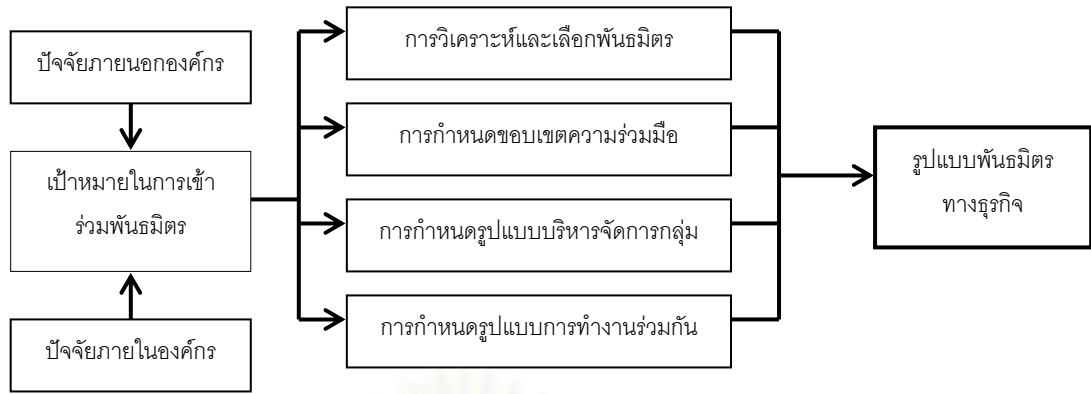 ปัจจัยภายนอกองค์กร
เป้าหมายในการเข้า
ร่วมพันธมิตร
ปัจจัยภายในองค์กร
การวิเคราะห์และเลือกพันธมิตร
การกำหนดขอบเขตความร่วมมือ
การกำหนดรูปแบบบริหารจัดการกลุ่ม
การกำหนดรูปแบบการทำงานร่วมกัน
รูปแบบพันธมิตร
ทางธุรกิจ